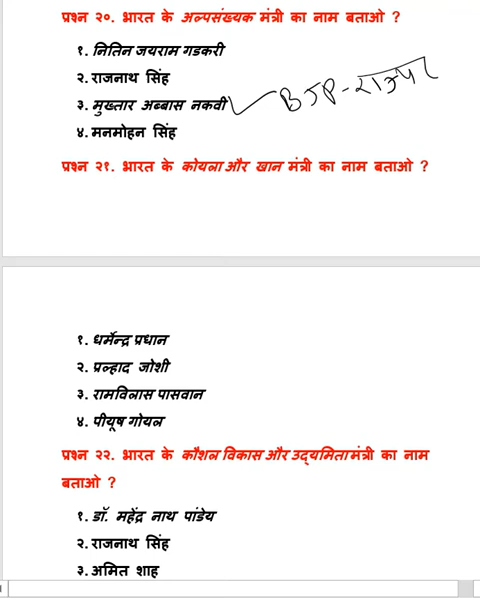 प्रश्न २०. भारत के अल्पसंख्यक मंत्री का नाम बताओ ?
१. नितिन जयराम गडकरी
२. राजनाथ सिंह
३. मुख्तार अब्बास नकवी BJP-राज्य
४. मनमोहन सिंह
प्रश्न २१. भारत के कोयला और खान मंत्री का नाम बताओ ?
१. धर्मेन्द्र प्रधान
२. प्रल्हाद जोशी
३. रामविलास पासवान
४. पीयूष गोयल
प्रश्न २२. भारत के कौशल विकास और उद्यमिता मंत्री का नाम
बताओ ?
१. डॉ. महेंद्र नाथ पांडेय
२. राजनाथ सिंह
३. अमित शाह